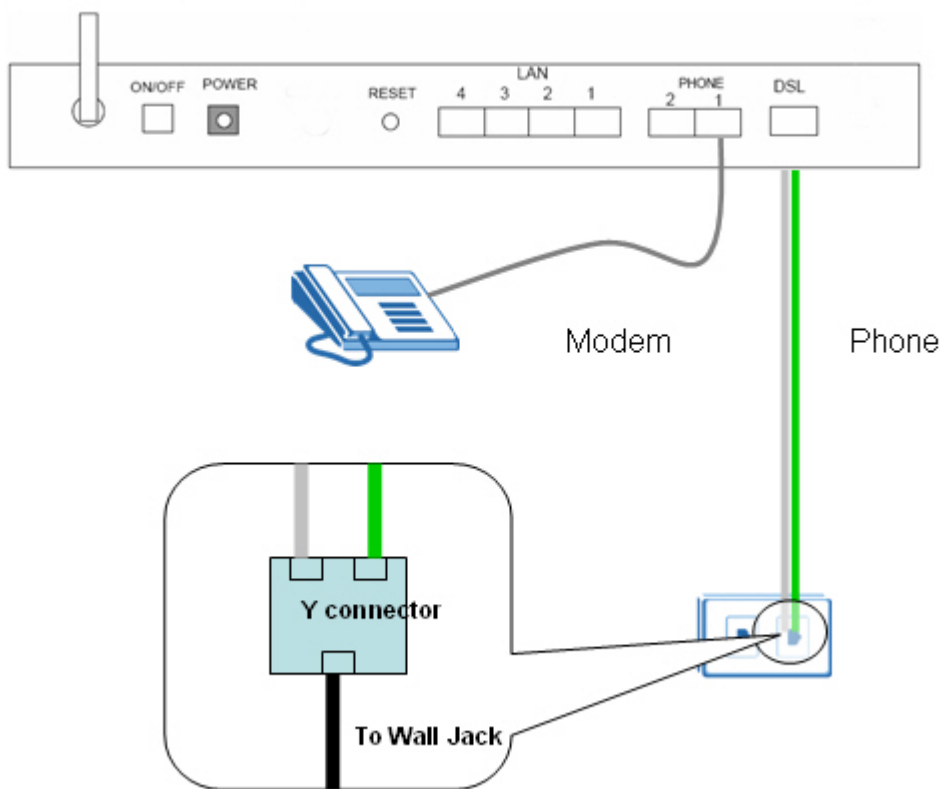 LAN
ON/OFF POWER RESET 4 3 2 1 PHONE 2 1 DSL
Modem Phone
Y connector
To Wall Jack